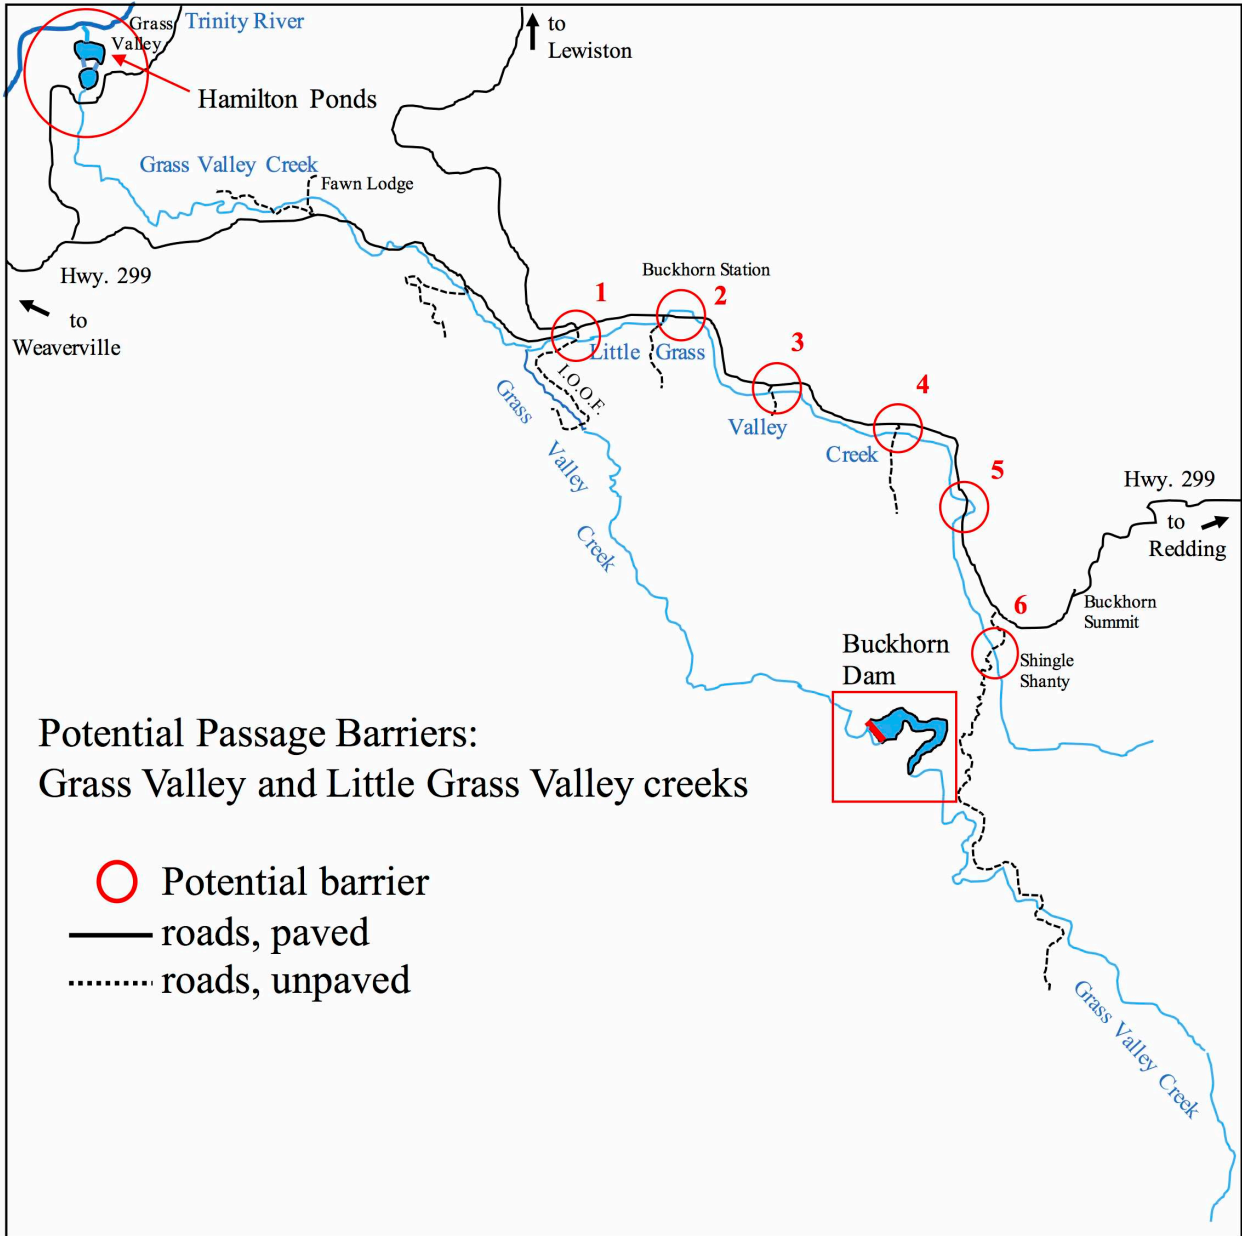 Grass
Valley
Trinity River
to
Lewiston
Hamilton Ponds
Grass Valley Creek
Fawn Lodge
Hwy. 299
to
Weaverville
Buckhorn Station
1
2
3
4
5
6
Little Grass
Valley
Creek
I.O.O.F.
Grass
Valley
Creek
Hwy. 299
to
Redding
Buckhorn
Summit
Shingle
Shanty
Buckhorn
Dam
Potential Passage Barriers:
Grass Valley and Little Grass Valley creeks
Potential barrier
roads, paved
roads, unpaved
Grass Valley Creek